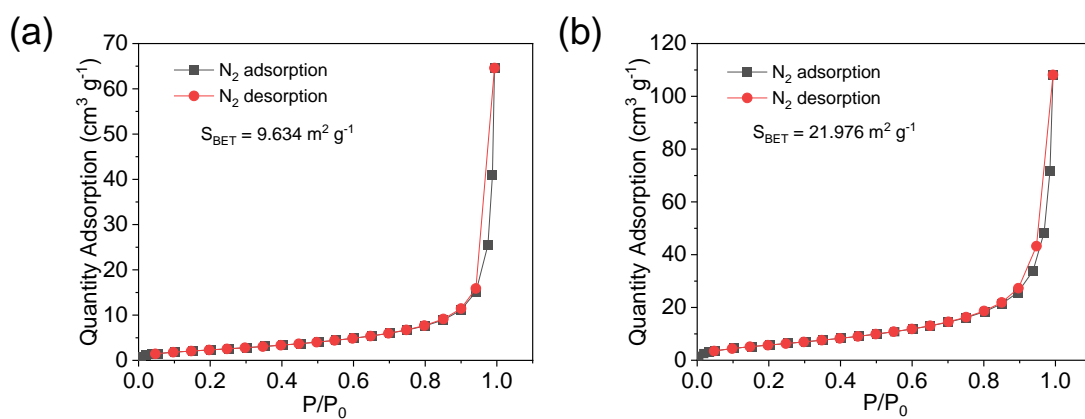 (a)
Quantity Adsorption (cm³ g⁻¹)
70
60
50
40
30
20
10
0
N₂ adsorption
N₂ desorption
S_BET = 9.634 m² g⁻¹
0.0 0.2 0.4 0.6 0.8 1.0
P/P₀
(b)
Quantity Adsorption (cm³ g⁻¹)
120
100
80
60
40
20
0
N₂ adsorption
N₂ desorption
S_BET = 21.976 m² g⁻¹
0.0 0.2 0.4 0.6 0.8 1.0
P/P₀